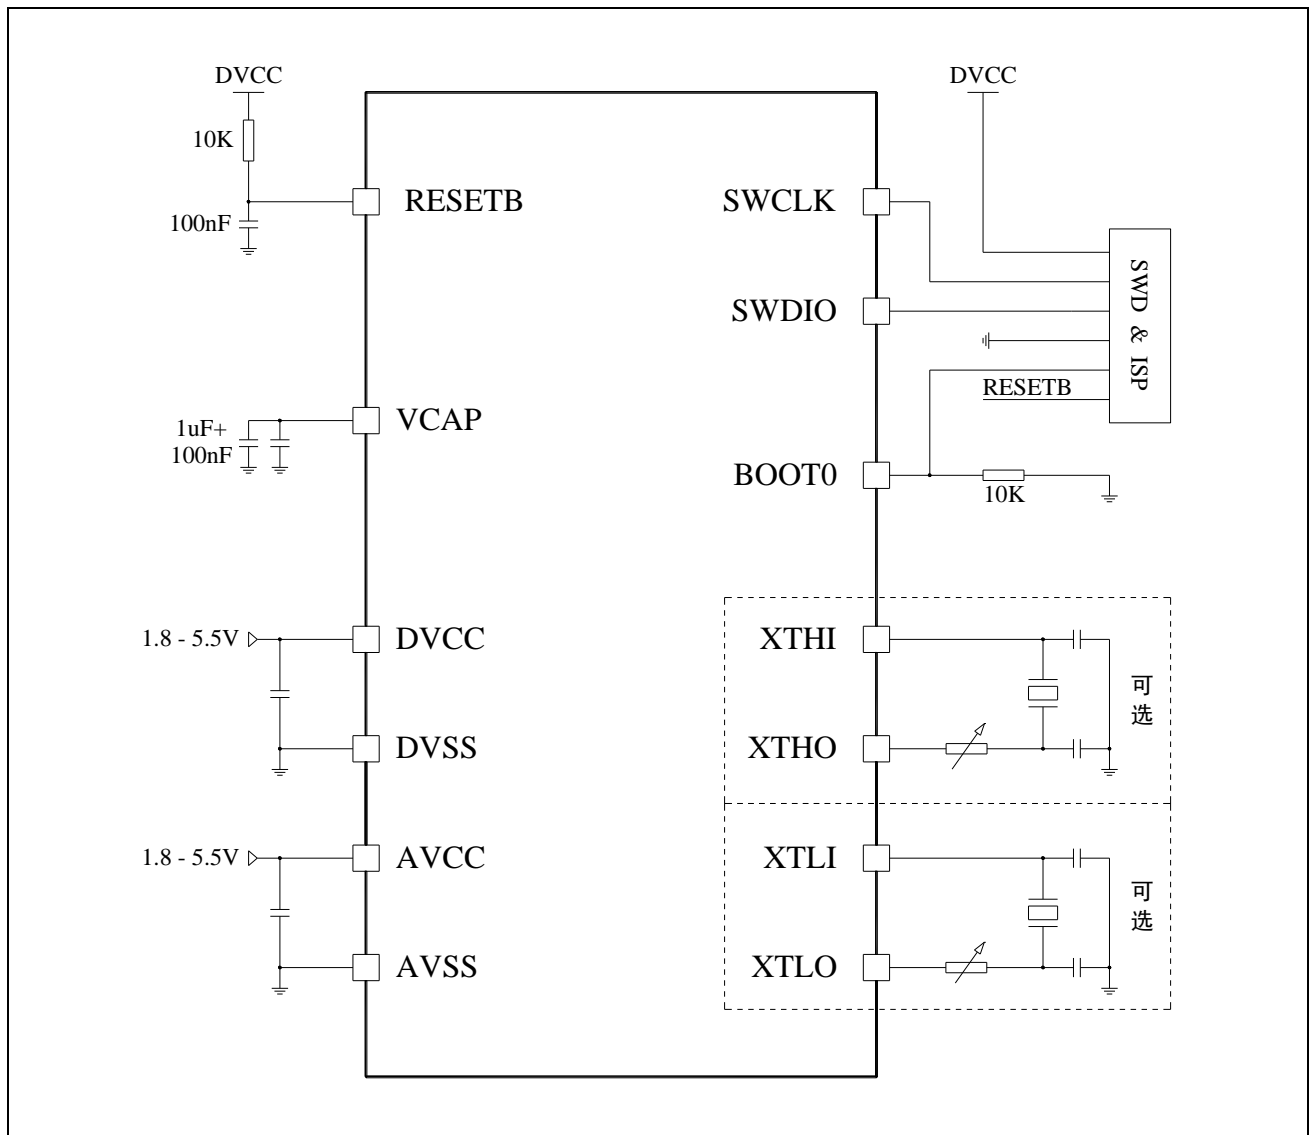 DVCC
10K
RESETB
100nF
VCAP
1uF+
100nF
1.8 - 5.5V
DVCC
DVSS
1.8 - 5.5V
AVCC
AVSS
DVCC
SWCLK
SWDIO
SWD & ISP
RESETB
BOOT0
10K
XTHI
XTHO
可
选
XTLI
XTLO
可
选